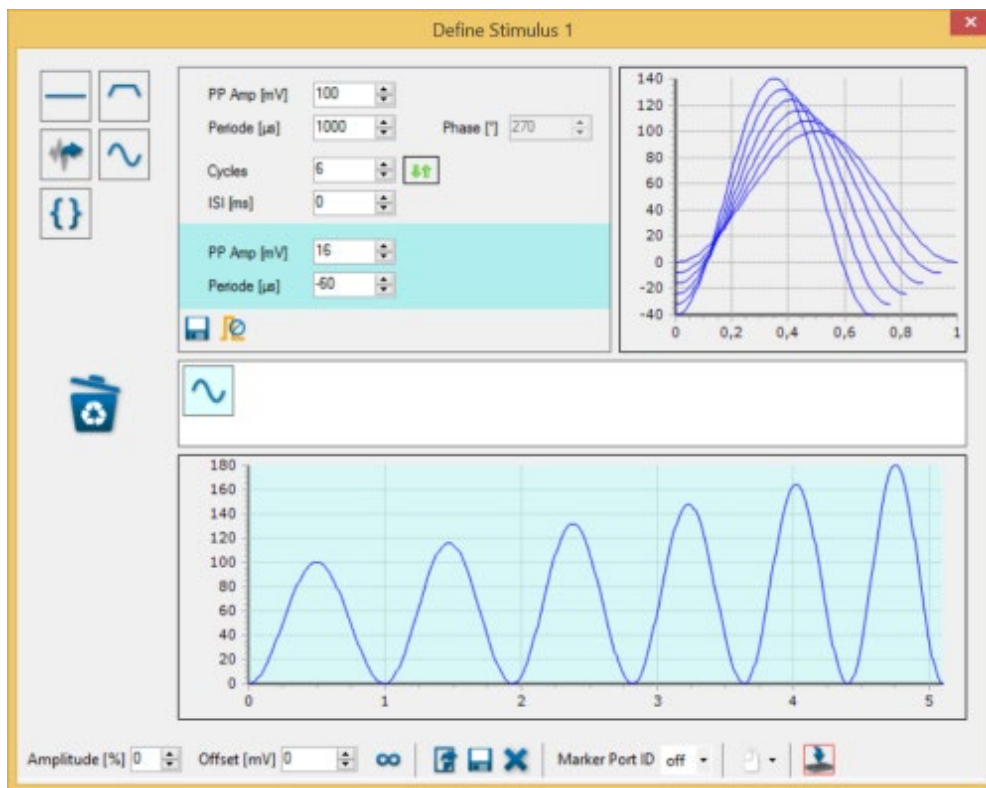 Define Stimulus 1
PP Amp [mV] 100
Periode [µs] 1000 Phase [°] 270
Cycles 6
ISI [ms] 0
PP Amp [mV] 16
Periode [µs] -60
140
120
100
80
60
40
20
0
-20
-40
0 0,2 0,4 0,6 0,8 1
180
160
140
120
100
80
60
40
20
0
0 1 2 3 4 5
Amplitude [%] 0 Offset [mV] 0 Marker Port ID off